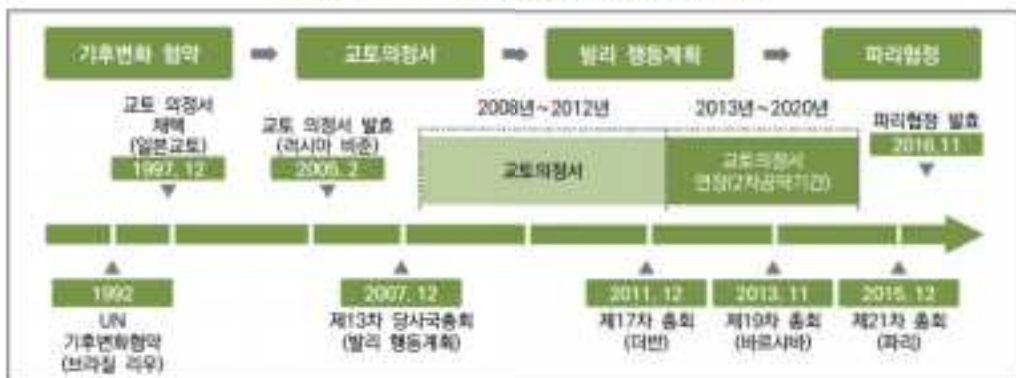 기후변화 협약
교토의정서
발리 행동계획
파리협정
교토 의정서
채택
(일본교토)
1997. 12
교토 의정서 발효
(러시아 비준)
2005. 2
2008년~2012년
2013년~2020년
교토의정서
교토의정서
연장(2차공약기간)
파리협정 발효
2016.11
1992
UN
기후변화협약
(브라질 리우)
2007. 12
제13차 당사국총회
(발리 행동계획)
2011. 12
제17차 총회
(더반)
2013. 11
제19차 총회
(바르샤바)
2015. 12
제21차 총회
(파리)